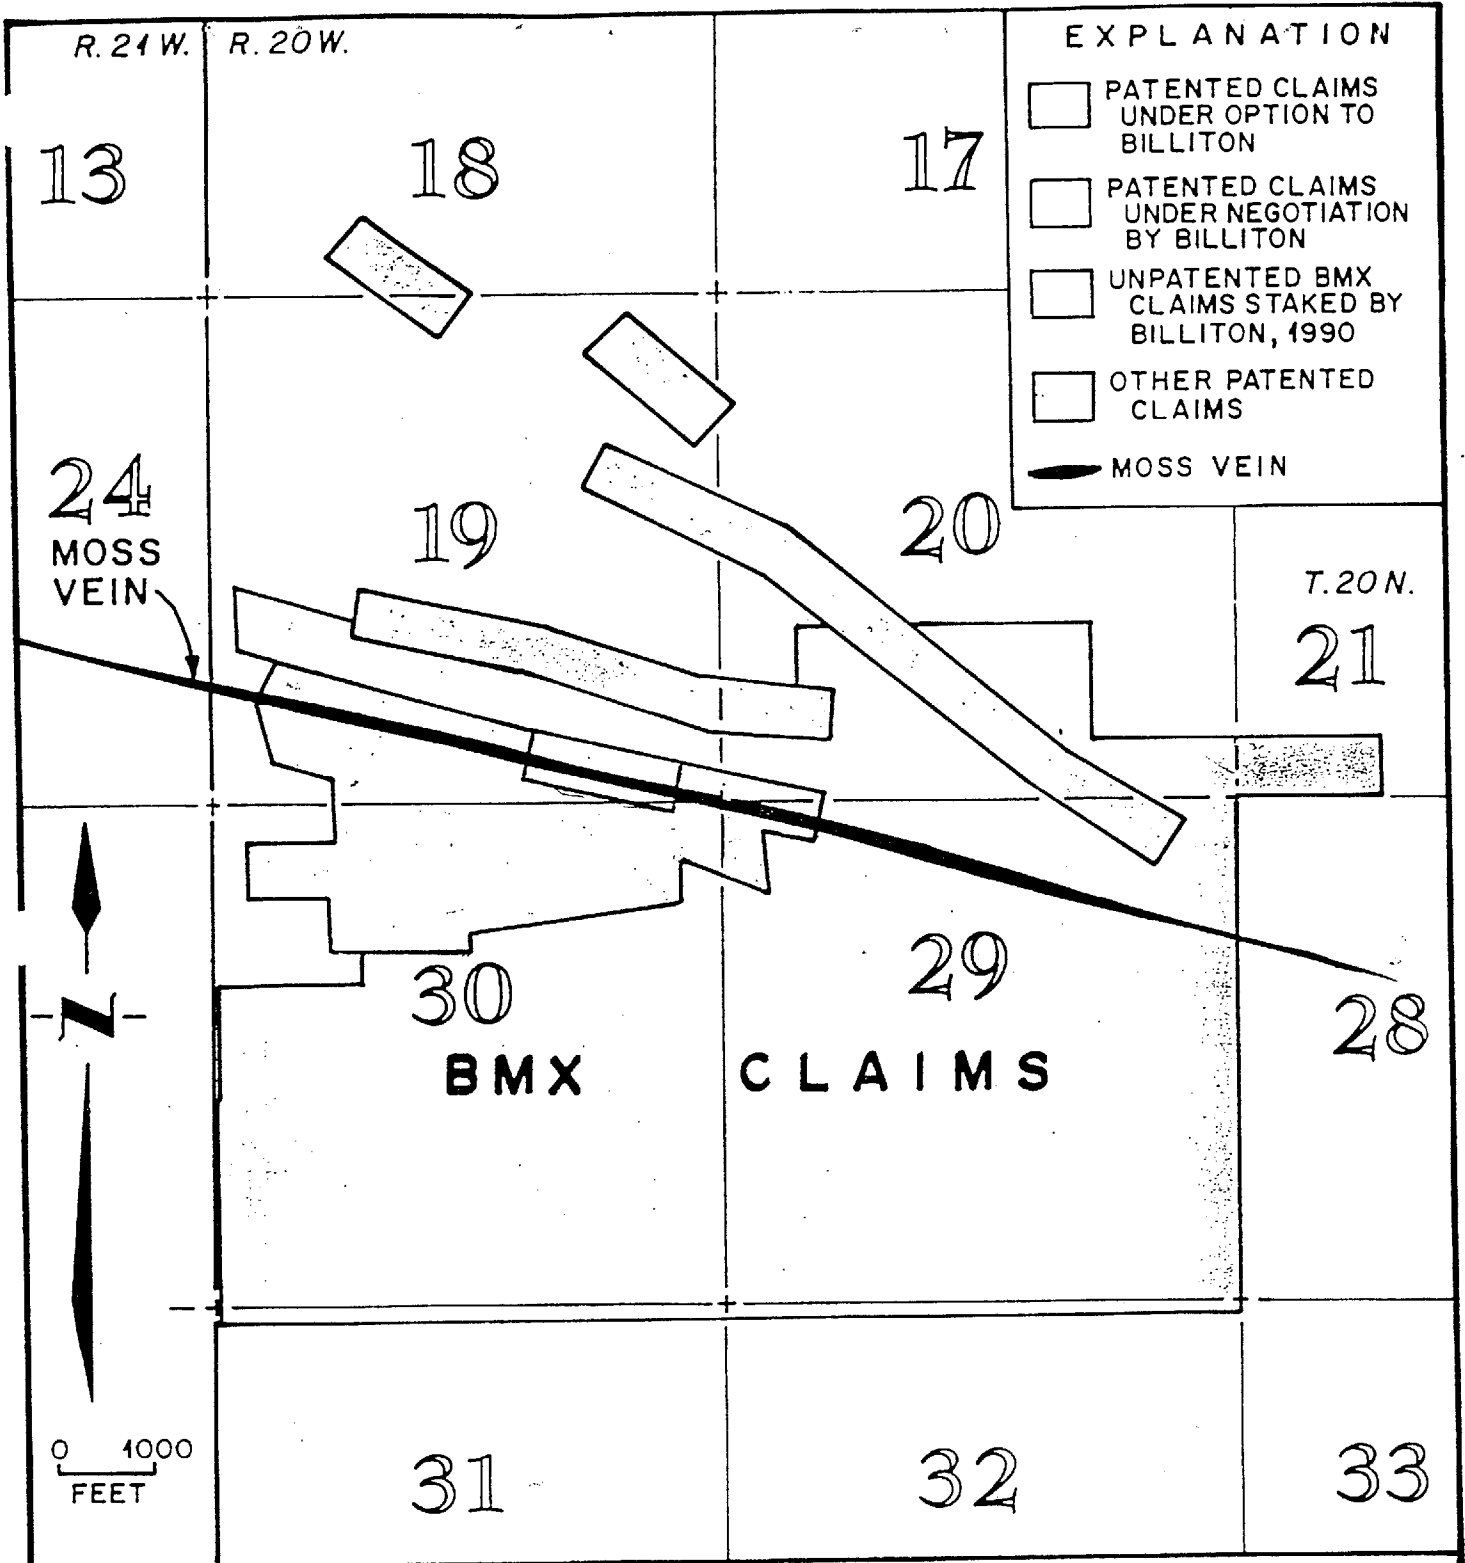 R. 21 W.
R. 20 W.
EXPLANATION
PATENTED CLAIMS
UNDER OPTION TO
BILLITON
PATENTED CLAIMS
UNDER NEGOTIATION
BY BILLITON
UNPATENTED BMX
CLAIMS STAKED BY
BILLITON, 1990
OTHER PATENTED
CLAIMS
MOSS VEIN
13
18
17
24
19
20
MOSS
VEIN
T. 20 N.
21
30
29
28
N
BMX CLAIMS
0 1000
FEET
31
32
33